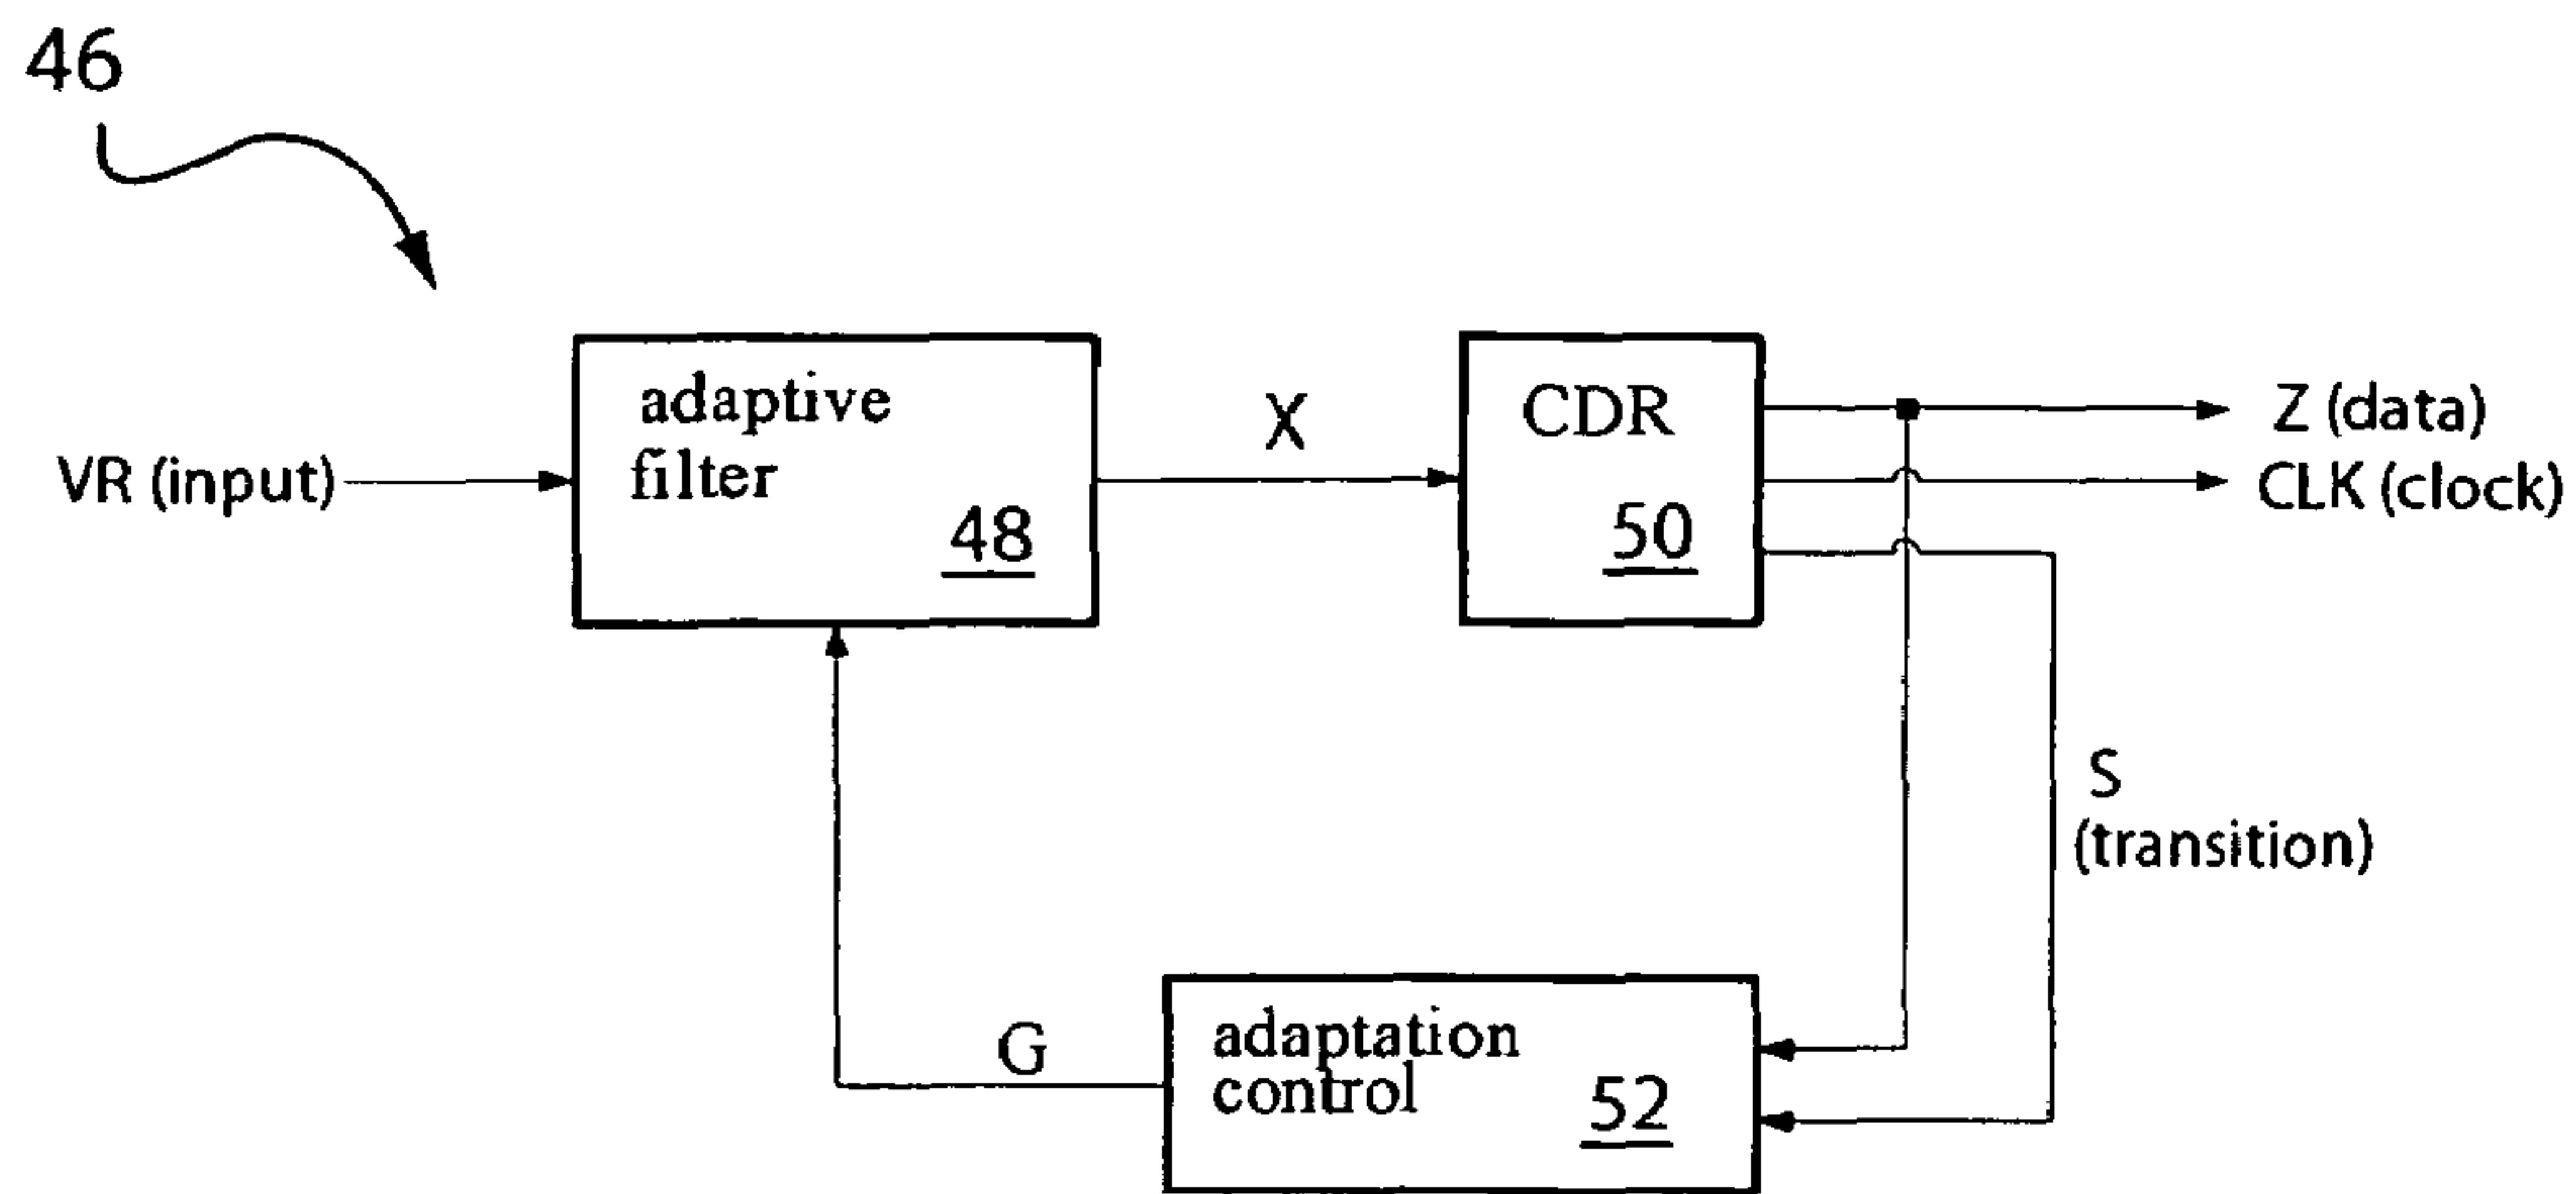 46
adaptive
filter
48
VR (input)
X
CDR
50
Z (data)
CLK (clock)
S
(transition)
G
adaptation
control
52